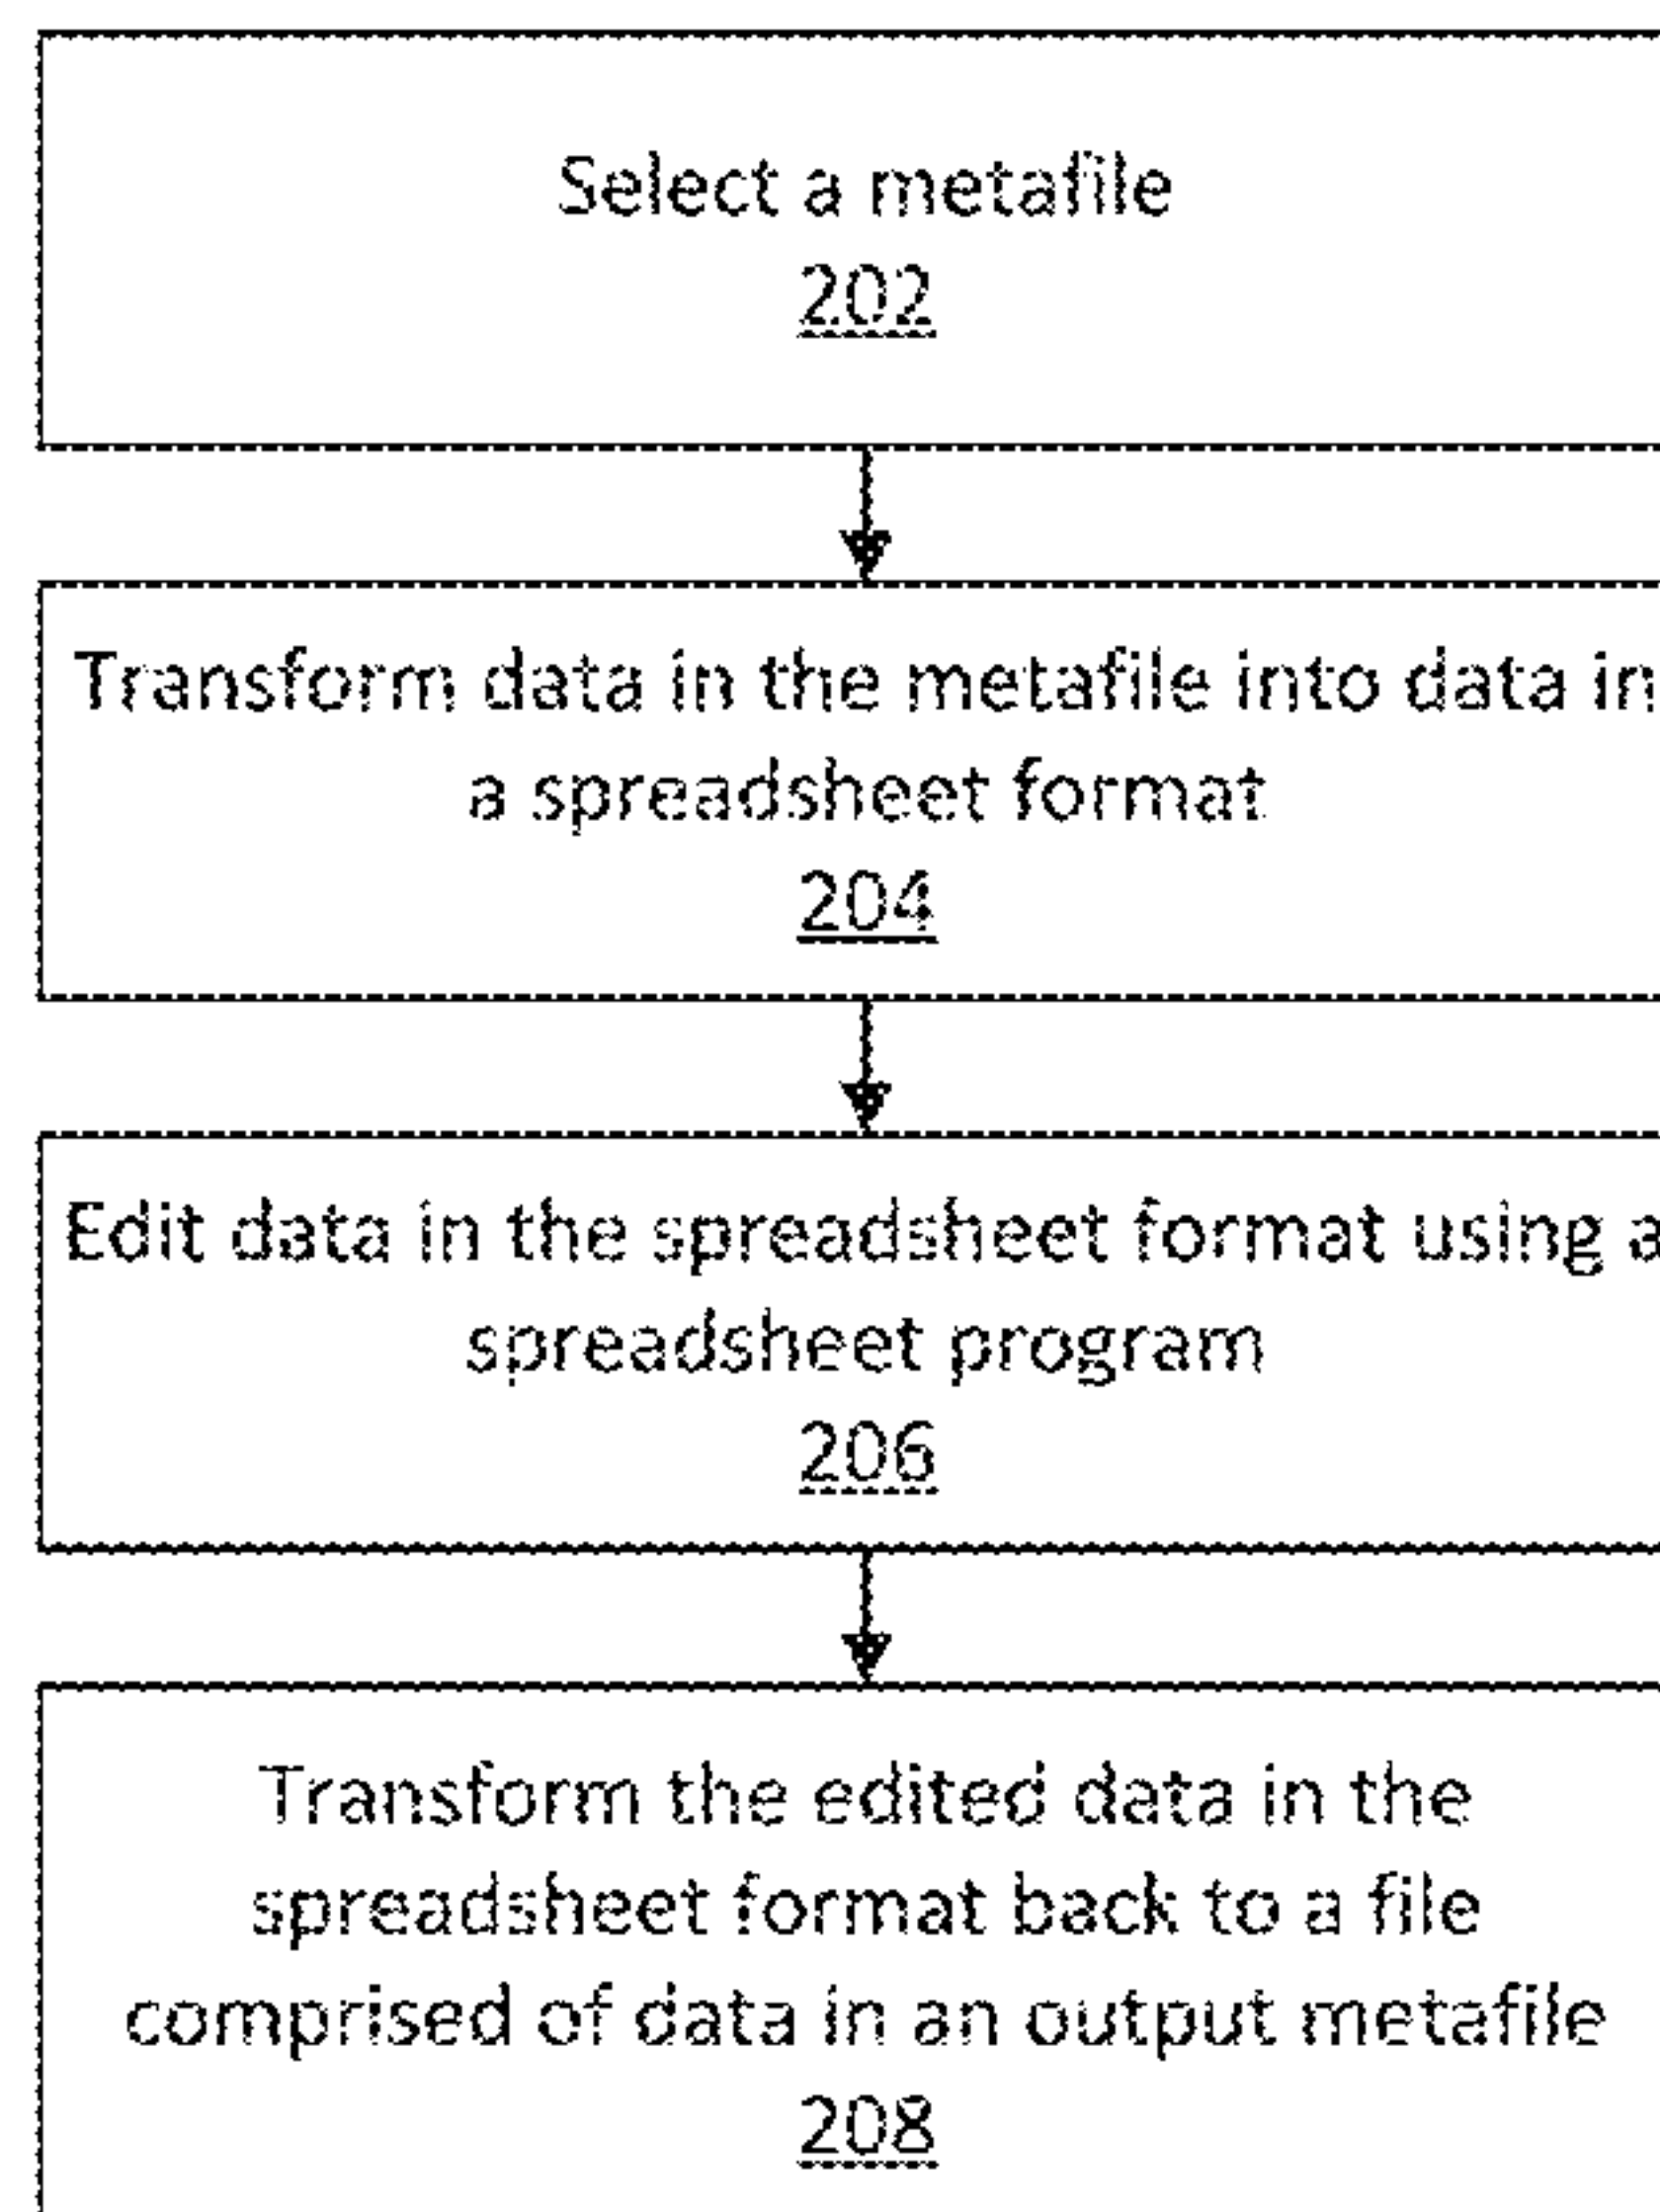 Select a metafile
202
Transform data in the metafile into data in
a spreadsheet format
204
Edit data in the spreadsheet format using a
spreadsheet program
206
Transform the edited data in the
spreadsheet format back to a file
comprised of data in an output metafile
208